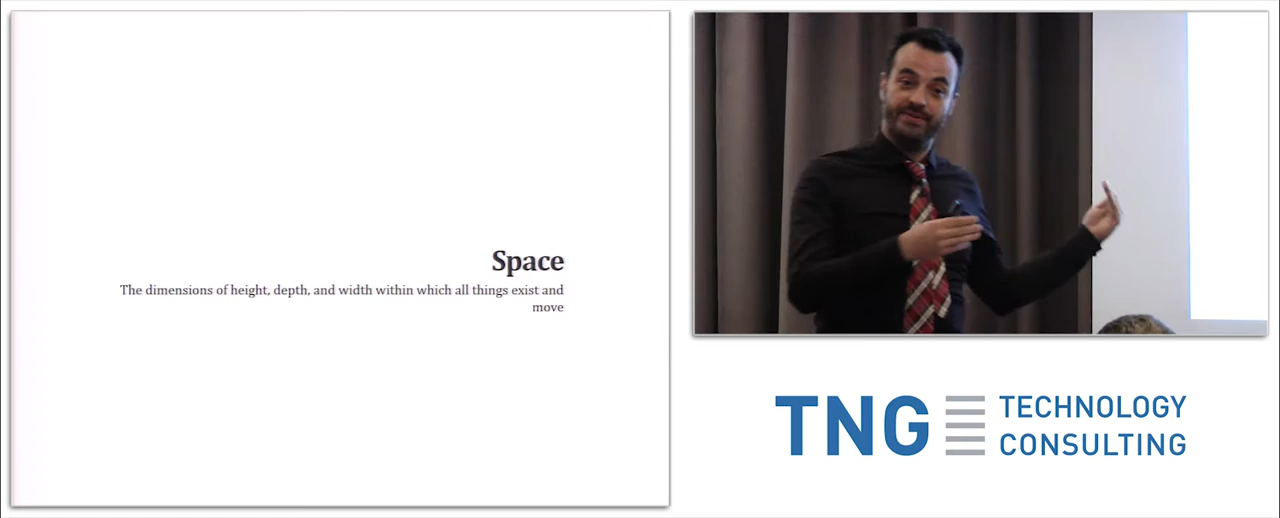 Space
The dimensions of height, depth, and width within which all things exist and
move
TNG TECHNOLOGY
CONSULTING